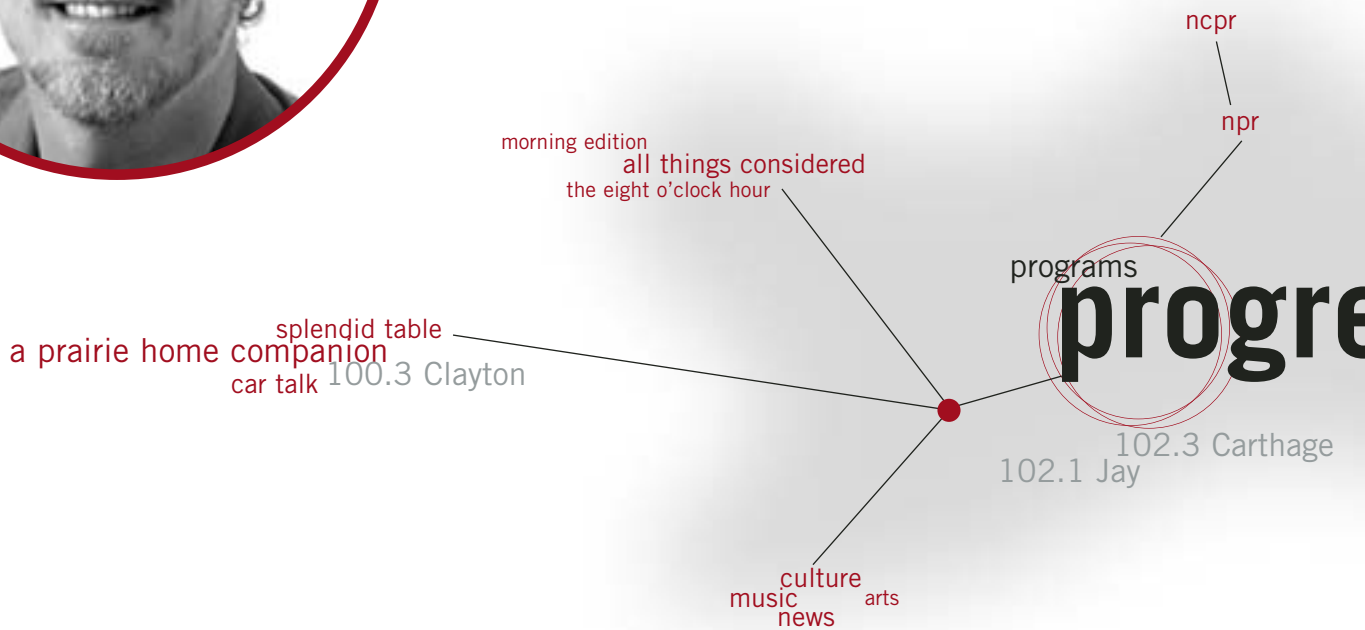 ncpr
npr
morning edition
all things considered
the eight o'clock hour
programs
progre
splendid table
a prairie home companion
car talk
100.3 Clayton
102.3 Carthage
102.1 Jay
culture
music
arts
news